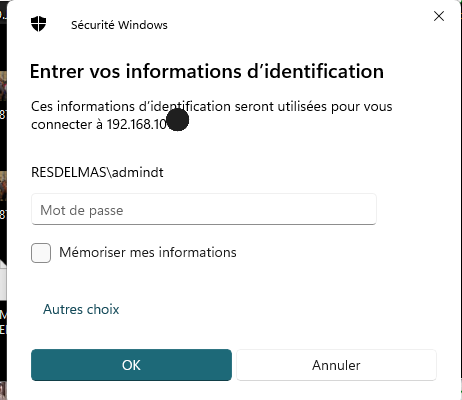 Sécurité Windows
Entrer vos informations d'identification
Ces informations d'identification seront utilisées pour vous
connecter à 192.168.10
RESDELMAS\admindt
Mot de passe
Mémoriser mes informations
Autres choix
OK
Annuler